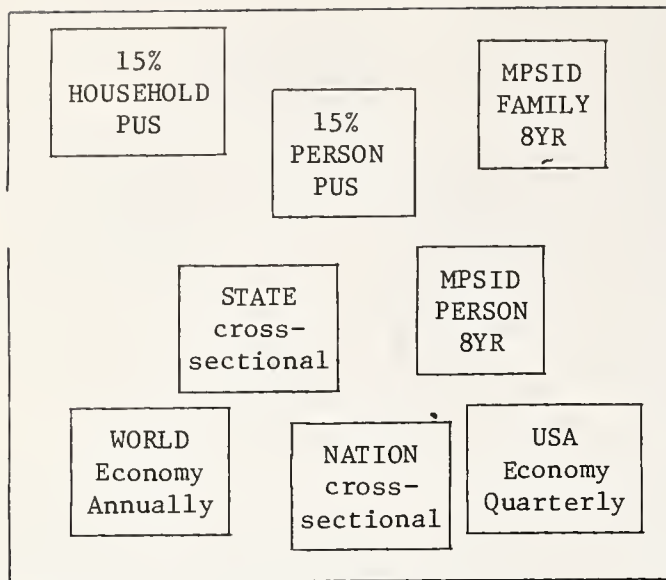 15%
HOUSEHOLD
PUS
15%
PERSON
PUS
MPSID
FAMILY
8YR
STATE
cross-
sectional
MPSID
PERSON
8YR
WORLD
Economy
Annually
NATION
cross-
sectional
USA
Economy
Quarterly